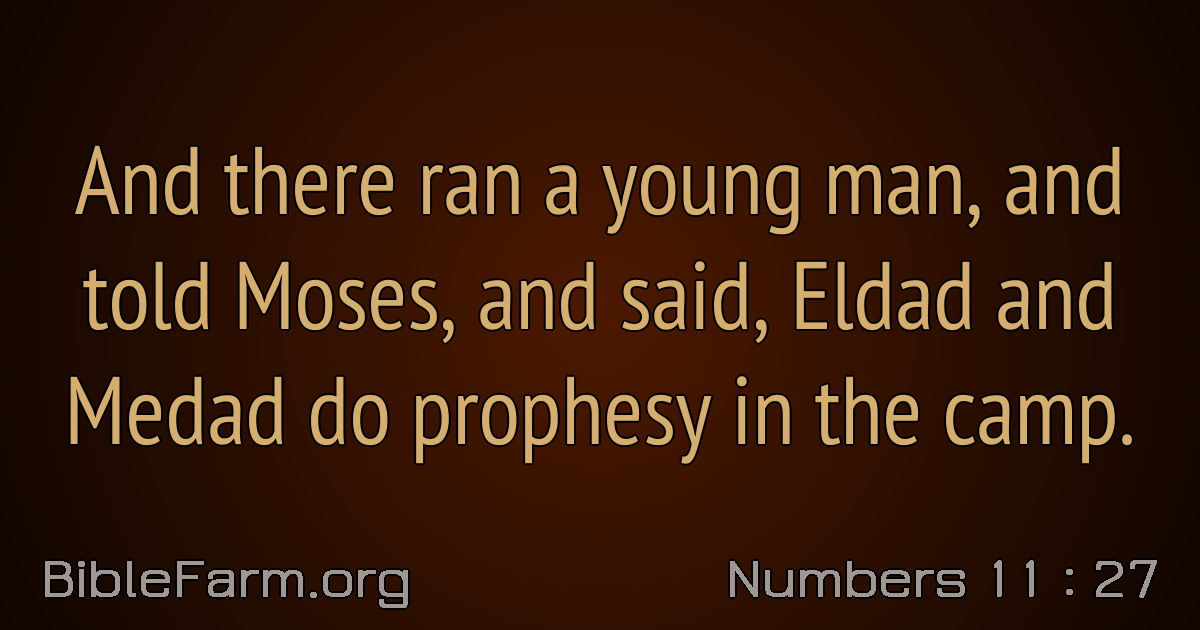 And there ran a young man, and
told Moses, and said, Eldad and
Medad do prophesy in the camp.
BibleFarm.org
Numbers 11 : 27